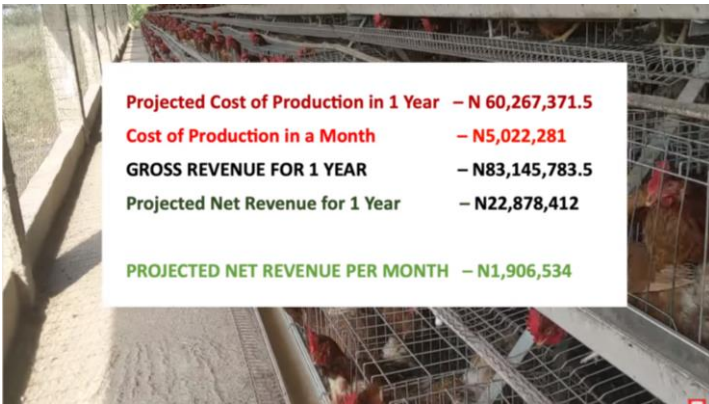 Projected Cost of Production in 1 Year – N 60,267,371.5
Cost of Production in a Month – N5,022,281
GROSS REVENUE FOR 1 YEAR – N83,145,783.5
Projected Net Revenue for 1 Year – N22,878,412
PROJECTED NET REVENUE PER MONTH – N1,906,534